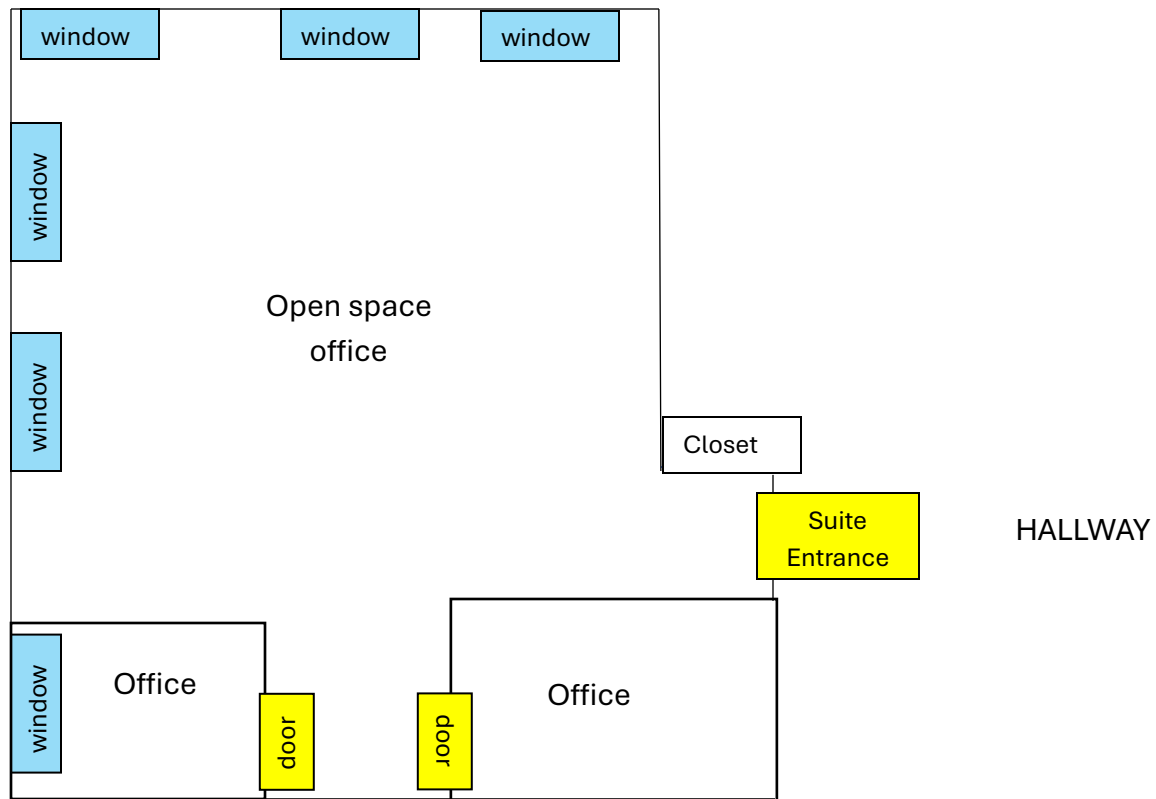 window
window
window
window
Open space
office
window
Closet
Suite
Entrance
HALLWAY
window
Office
door
door
Office